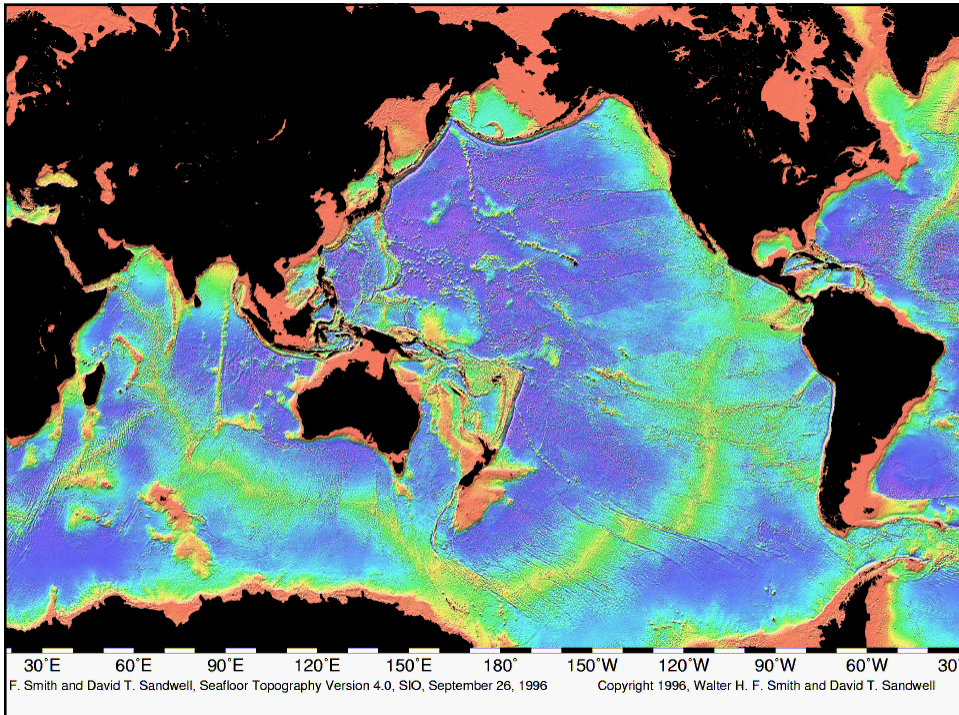 30°E 60°E 90°E 120°E 150°E 180° 150°W 120°W 90°W 60°W 30°
F. Smith and David T. Sandwell, Seafloor Topography Version 4.0, SIO, September 26, 1996 Copyright 1996, Walter H. F. Smith and David T. Sandwell